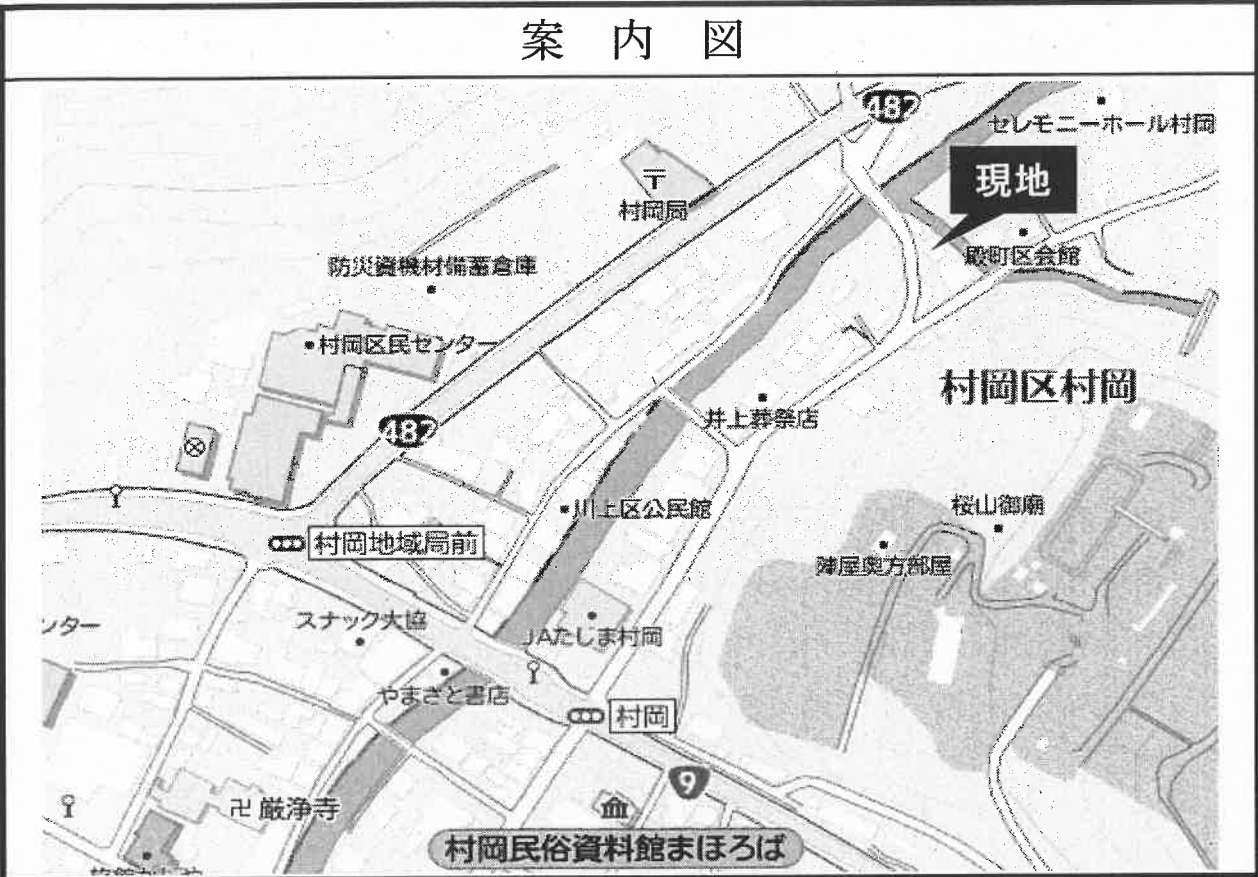 案内図
482
セレモニーホール村岡
現地
〒
村岡局
殿町区会館
防災資機材備蓄倉庫
村岡区民センター
村岡区村岡
482
井上葬祭店
川上区公民館
桜山御廟
村岡地域局前
陣屋奥方部屋
スナック大協
ンター
JAたしま村岡
やまさと書店
村岡
9
卍 厳浄寺
村岡民俗資料館まほろば